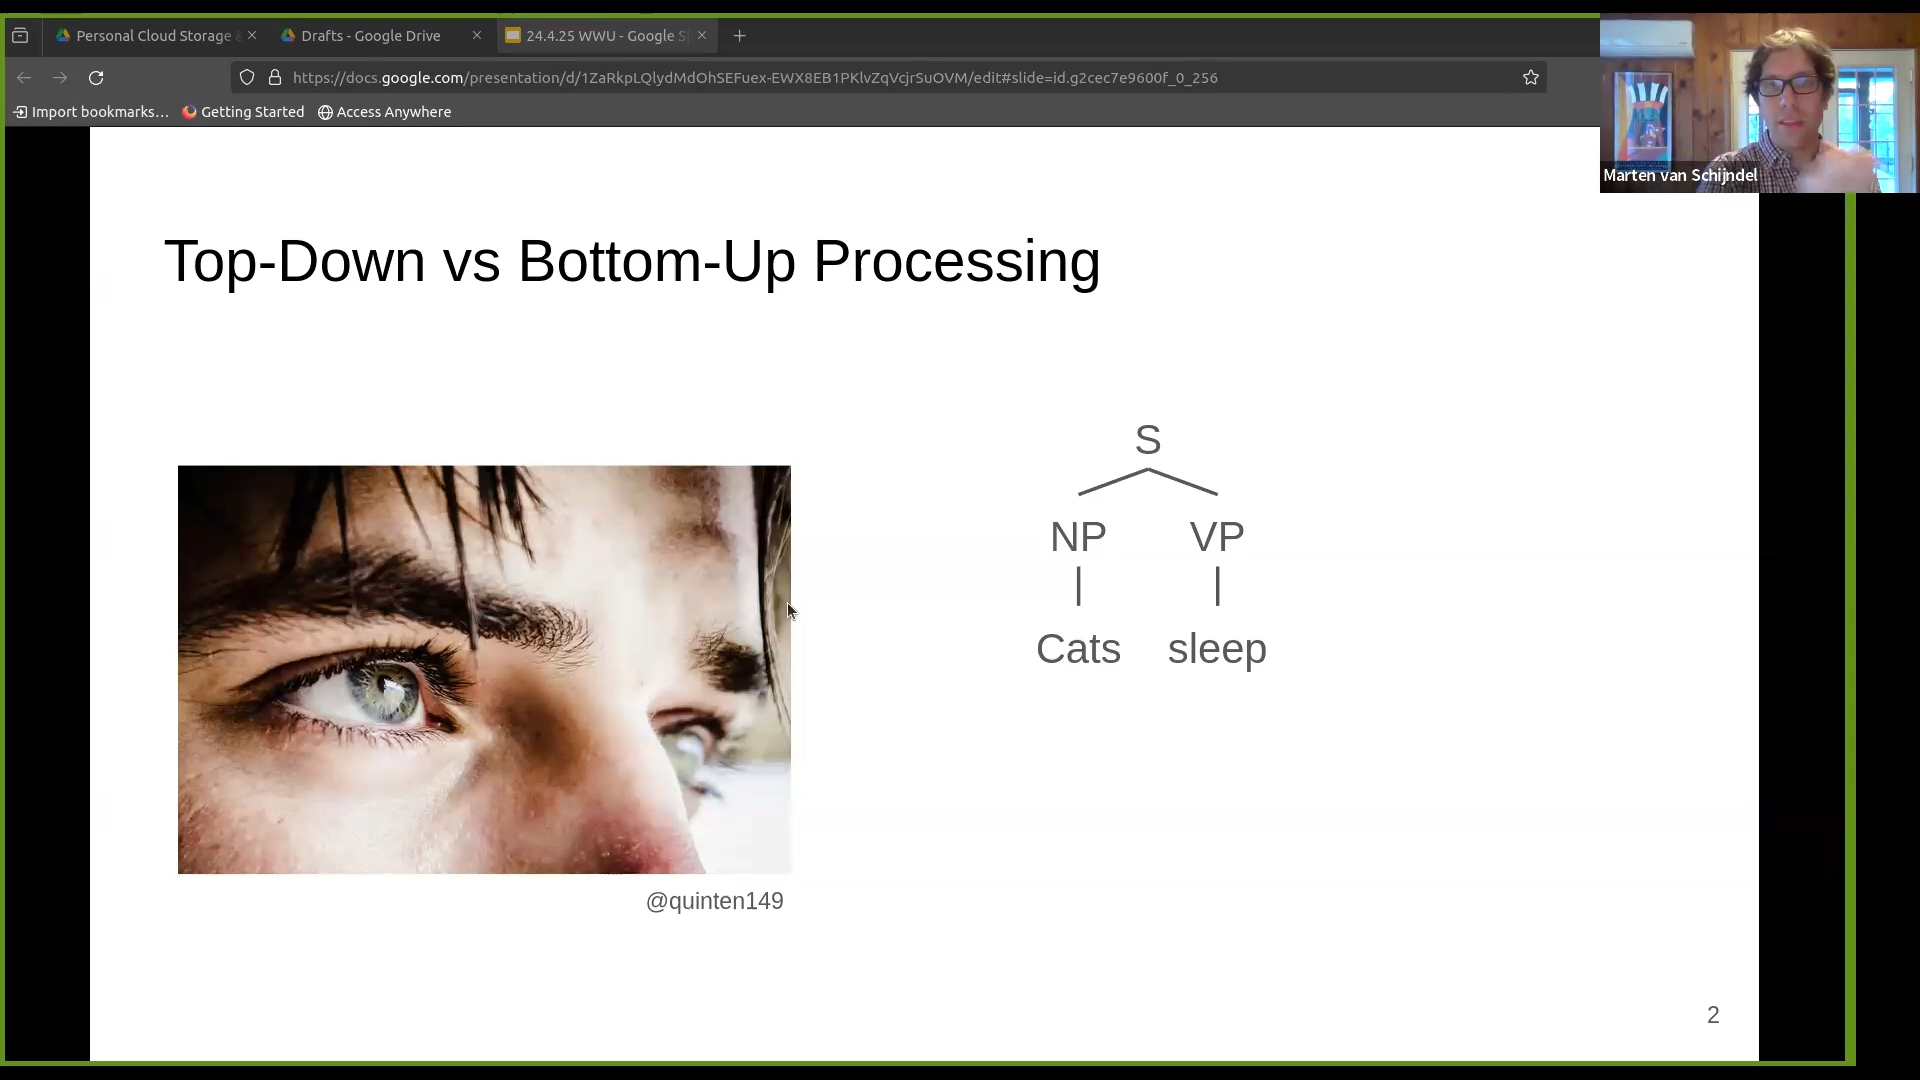 Personal Cloud Storage
Drafts - Google Drive
24.4.25 WWU - Google S
https://docs.google.com/presentation/d/1ZaRkpLQlydMdOhSEFuex-EWX8EB1PKlvZqVcjrSuOVM/edit#slide=id.g2cec7e9600f_0_256
Import bookmarks…
Getting Started
Access Anywhere
Marten van Schijndel
Top-Down vs Bottom-Up Processing
S
NP VP
Cats sleep
@quinten149
2